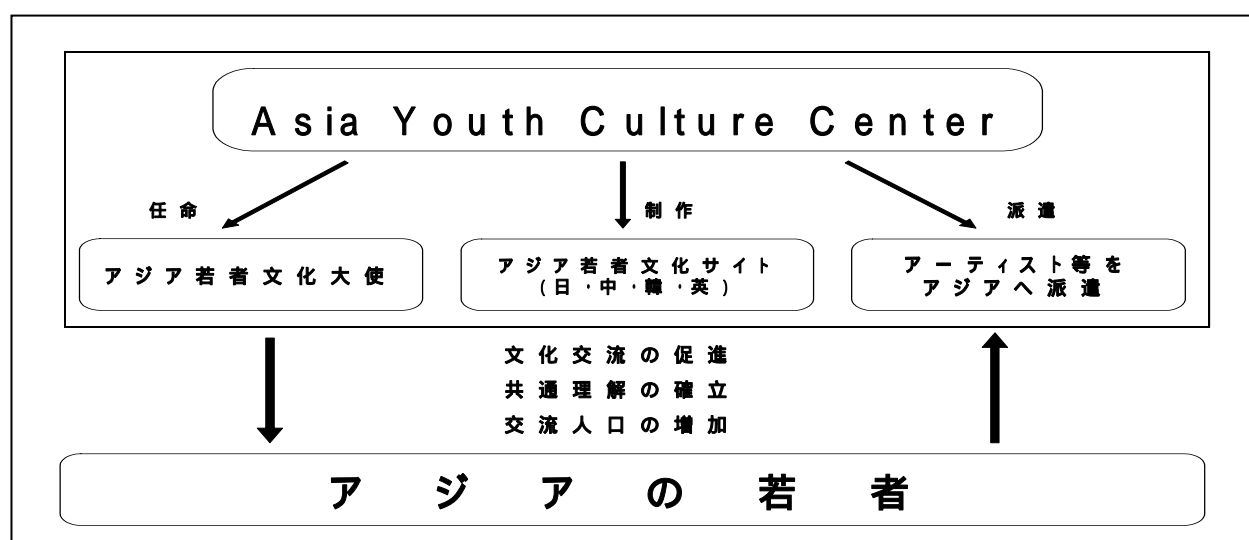 Asia Youth Culture Center
任命
制作
派遣
アジア若者文化大使
アジア若者文化サイト
(日・中・韓・英)
アーティスト等を
アジアへ派遣
文化交流の促進
共通理解の確立
交流人口の増加
アジアの若者